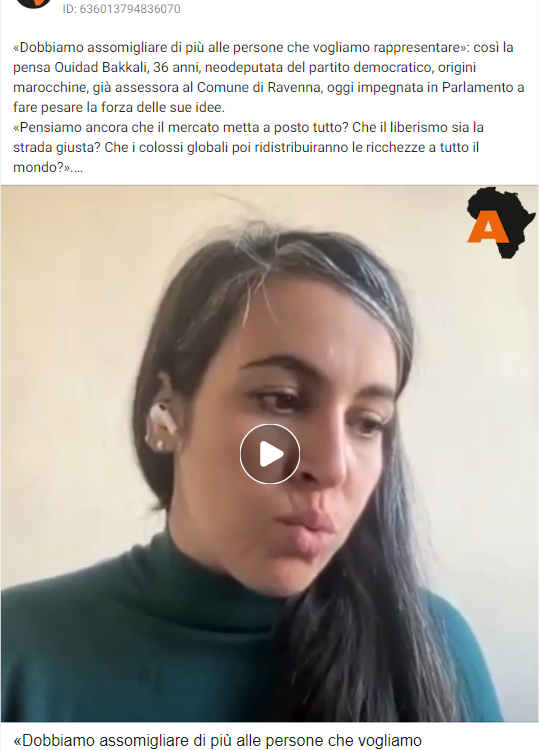 ID: 636013794836070
«Dobbiamo assomigliare di più alle persone che vogliamo rappresentare»: così la
pensa Ouidad Bakkali, 36 anni, neodeputata del partito democratico, origini
marocchine, già assessora al Comune di Ravenna, oggi impegnata in Parlamento a
fare pesare la forza delle sue idee.
«Pensiamo ancora che il mercato metta a posto tutto? Che il liberismo sia la
strada giusta? Che i colossi globali poi ridistribuiranno le ricchezze a tutto il
mondo?»....
A
«Dobbiamo assomigliare di più alle persone che vogliamo